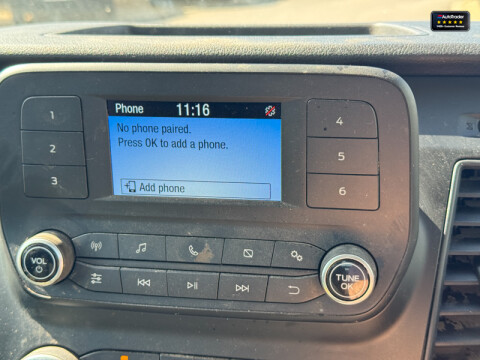 AutoTrader
Phone 11:16
No phone paired.
Press OK to add a phone.
Add phone
1
2
3
4
5
6
VOL
TUNE
OK